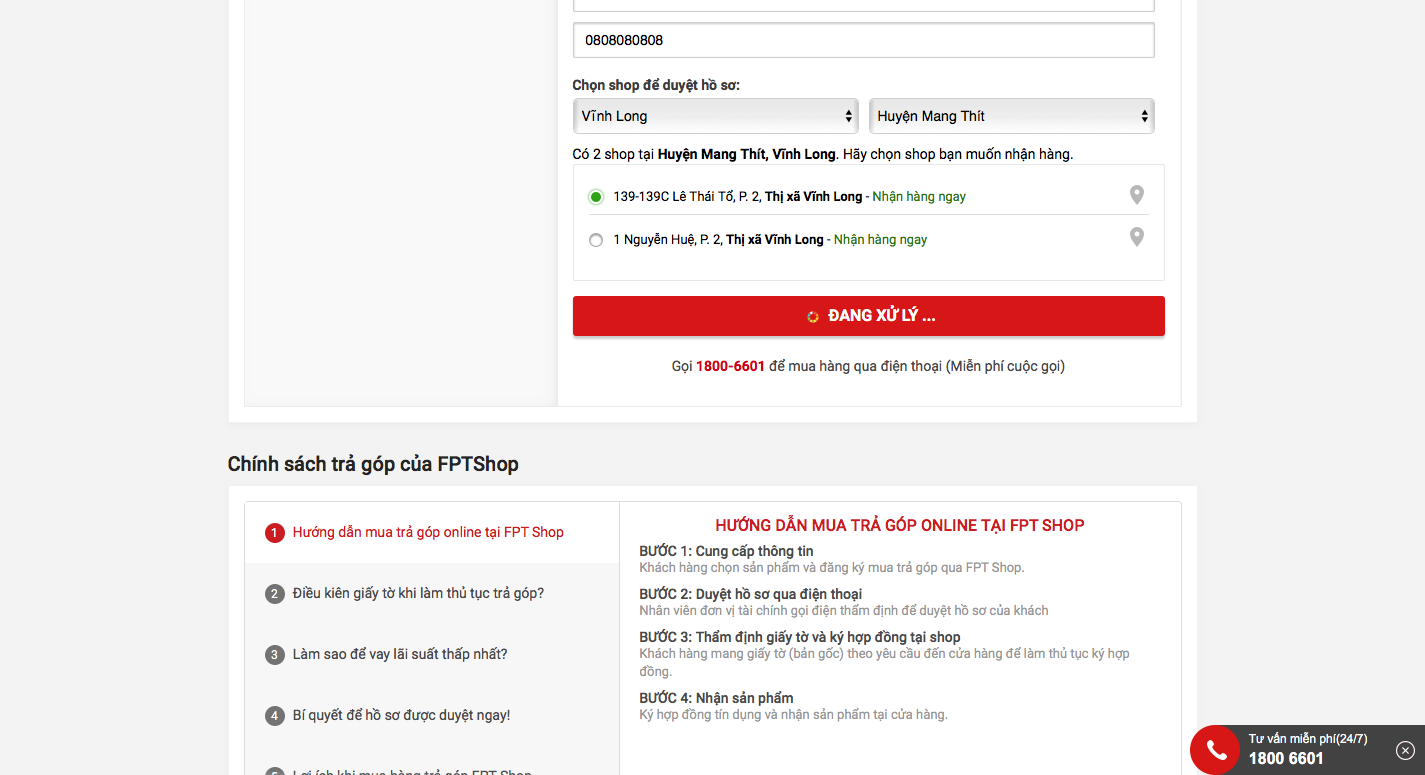 0808080808
Chọn shop để duyệt hồ sơ:
Vĩnh Long
Huyện Mang Thít
Có 2 shop tại Huyện Mang Thít, Vĩnh Long. Hãy chọn shop bạn muốn nhận hàng.
139-139C Lê Thái Tổ, P. 2, Thị xã Vĩnh Long - Nhận hàng ngay
1 Nguyễn Huệ, P. 2, Thị xã Vĩnh Long - Nhận hàng ngay
ĐANG XỬ LÝ ...
Gọi 1800-6601 để mua hàng qua điện thoại (Miễn phí cuộc gọi)
Chính sách trả góp của FPTShop
1 Hướng dẫn mua trả góp online tại FPT Shop
2 Điều kiên giấy tờ khi làm thủ tục trả góp?
3 Làm sao để vay lãi suất thấp nhất?
4 Bí quyết để hồ sơ được duyệt ngay!
5 Lợi ích khi mua hàng trả góp FPT Shop
HƯỚNG DẪN MUA TRẢ GÓP ONLINE TẠI FPT SHOP
BƯỚC 1: Cung cấp thông tin
Khách hàng chọn sản phẩm và đăng ký mua trả góp qua FPT Shop.
BƯỚC 2: Duyệt hồ sơ qua điện thoại
Nhân viên đơn vị tài chính gọi điện thẩm định để duyệt hồ sơ của khách
BƯỚC 3: Thẩm định giấy tờ và ký hợp đồng tại shop
Khách hàng mang giấy tờ (bản gốc) theo yêu cầu đến cửa hàng để làm thủ tục ký hợp
đồng.
BƯỚC 4: Nhận sản phẩm
Ký hợp đồng tín dụng và nhận sản phẩm tại cửa hàng.
Tư vấn miễn phí(24/7)
1800 6601